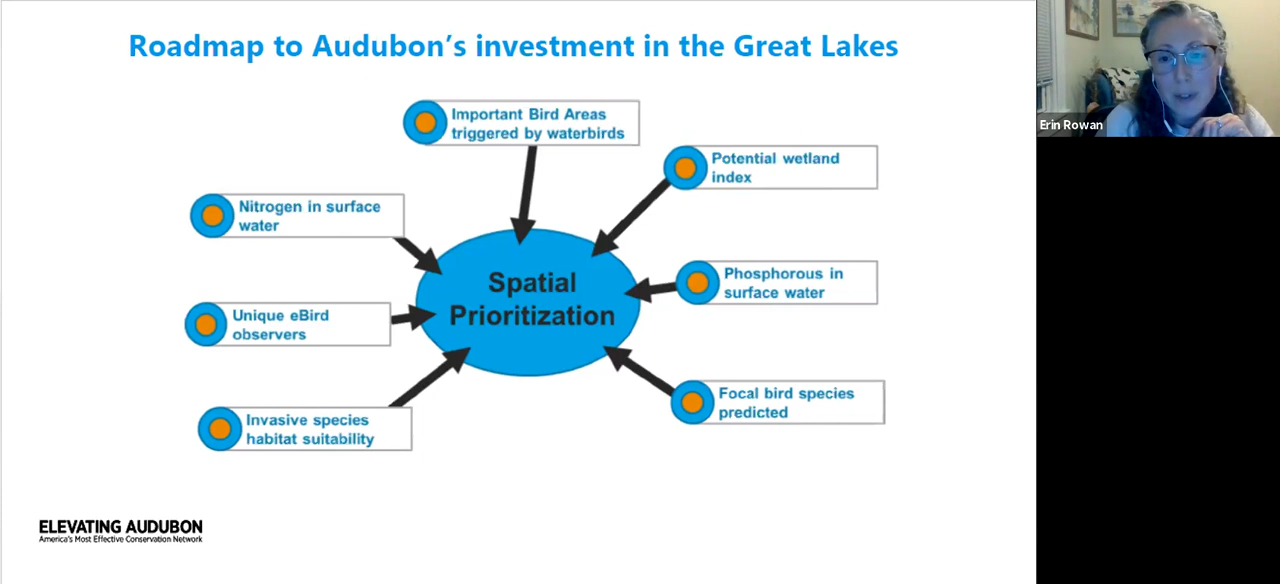 Roadmap to Audubon's investment in the Great Lakes
Erin Rowan
Important Bird Areas
triggered by waterbirds
Potential wetland
index
Nitrogen in surface
water
Spatial
Prioritization
Phosphorous in
surface water
Unique eBird
observers
Focal bird species
predicted
Invasive species
habitat suitability
ELEVATING AUDUBON
America's Most Effective Conservation Network